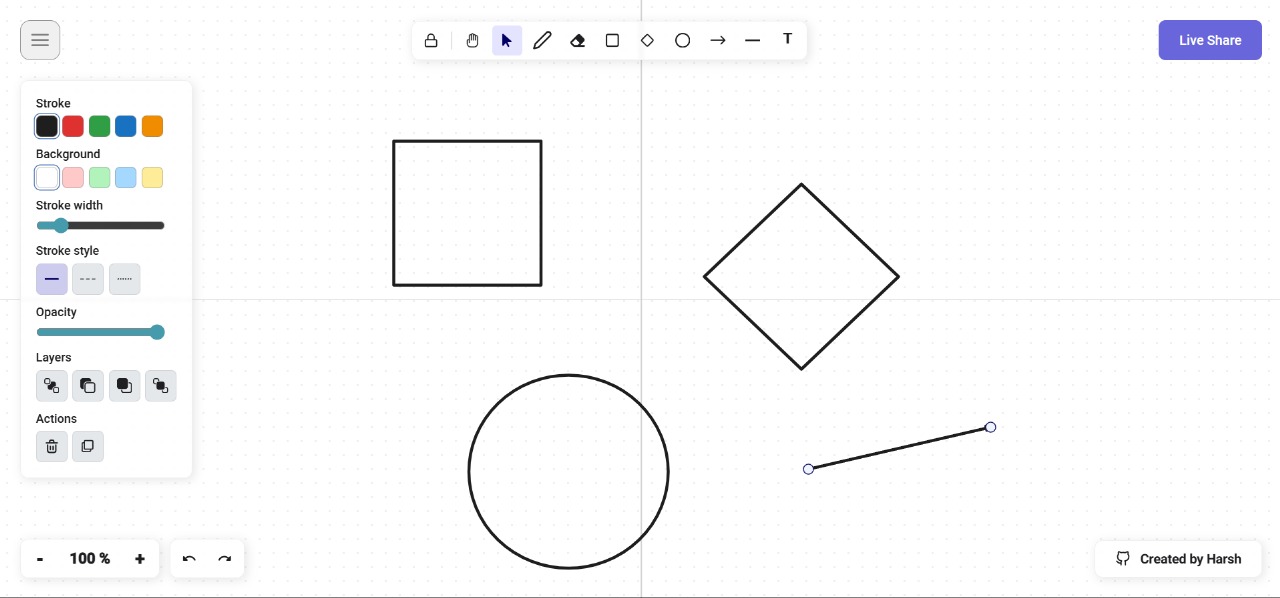 T
Live Share
Stroke
Background
Stroke width
Stroke style
Opacity
Layers
Actions
- 100 % +
Created by Harsh